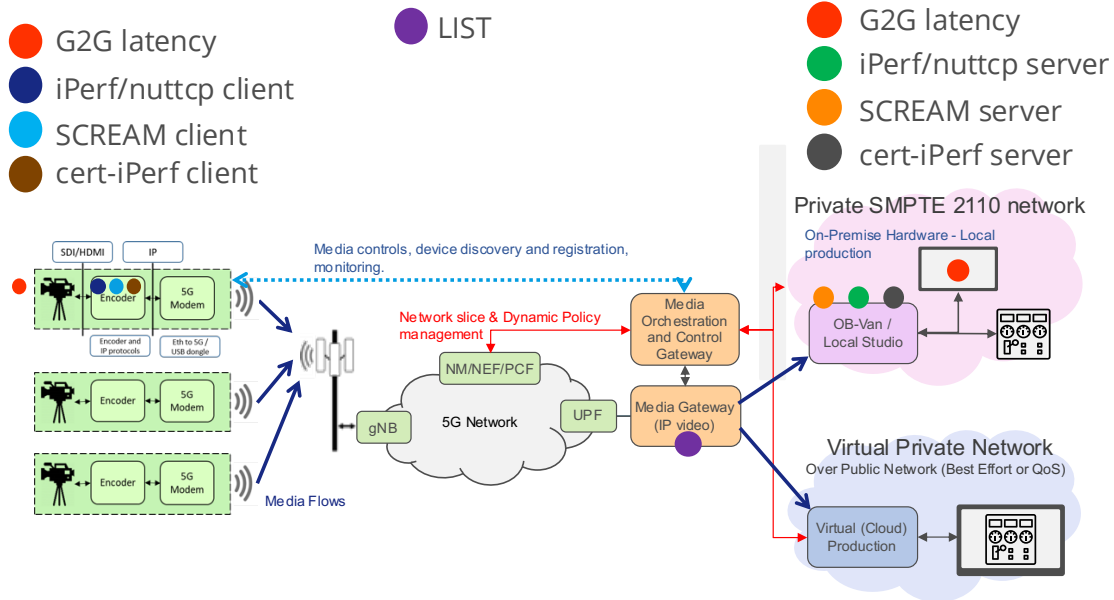 G2G latency
iPerf/nuttcp client
SCREAM client
cert-iPerf client
LIST
G2G latency
iPerf/nuttcp server
SCREAM server
cert-iPerf server
SDI/HDMI
IP
Encoder
5G
Modem
Encoder and
IP protocols
Eth to 5G /
USB dongle
Encoder
5G
Modem
Encoder
5G
Modem
Media Flows
Media controls, device discovery and registration,
monitoring.
Network slice & Dynamic Policy
management
NM/NEF/PCF
gNB
5G Network
UPF
Media
Orchestration
and Control
Gateway
Media Gateway
(IP video)
Private SMPTE 2110 network
On-Premise Hardware - Local
production
OB-Van /
Local Studio
Virtual Private Network
Over Public Network (Best Effort or QoS)
Virtual (Cloud)
Production